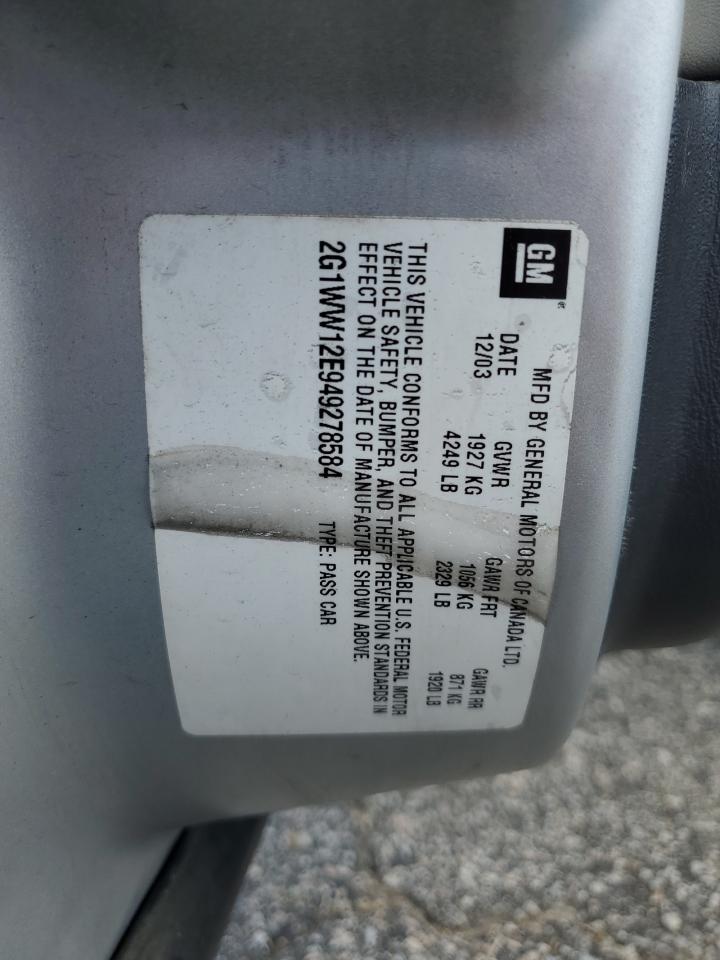 GM
MFD BY GENERAL MOTORS OF CANADA LTD.
DATE GVWR GAWR FRT GAWR RR
12/03 1927 KG 1056 KG 871 KG
4249 LB 2329 LB 1920 LB
THIS VEHICLE CONFORMS TO ALL APPLICABLE U.S. FEDERAL MOTOR
VEHICLE SAFETY, BUMPER, AND THEFT PREVENTION STANDARDS IN
EFFECT ON THE DATE OF MANUFACTURE SHOWN ABOVE.
2G1WW12E949278584 TYPE: PASS CAR